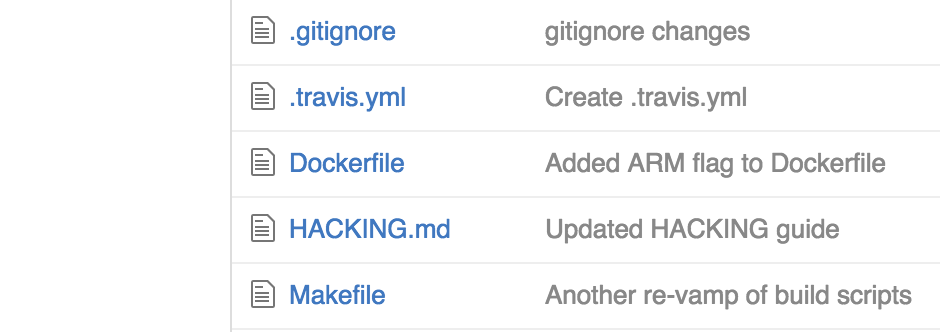 .gitignore gitignore changes
.travis.yml Create .travis.yml
Dockerfile Added ARM flag to Dockerfile
HACKING.md Updated HACKING guide
Makefile Another re-vamp of build scripts